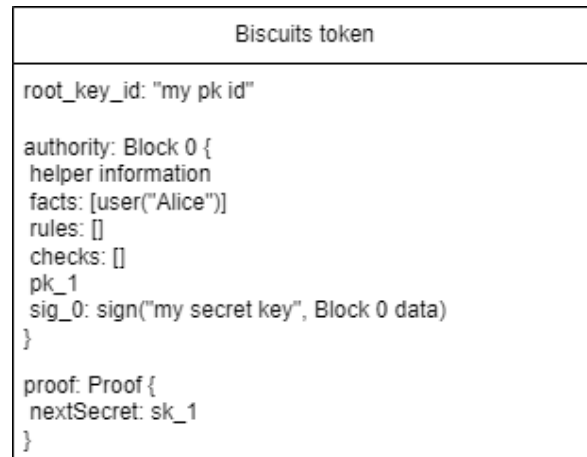 Biscuits token
root_key_id: "my pk id"
authority: Block 0 {
helper information
facts: [user("Alice")]
rules: []
checks: []
pk_1
sig_0: sign("my secret key", Block 0 data)
}
proof: Proof {
nextSecret: sk_1
}